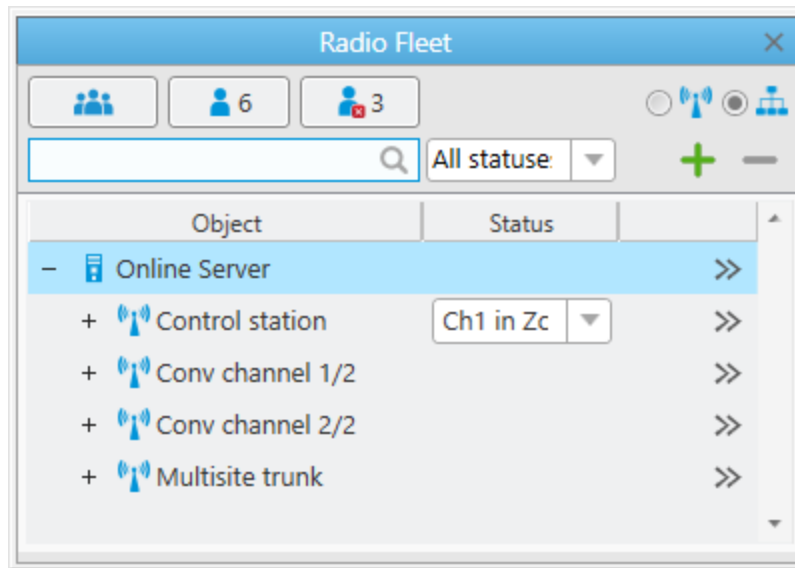 Radio Fleet
6
3
All statuse
Object Status
Online Server
Control station Ch1 in Zc
Conv channel 1/2
Conv channel 2/2
Multisite trunk